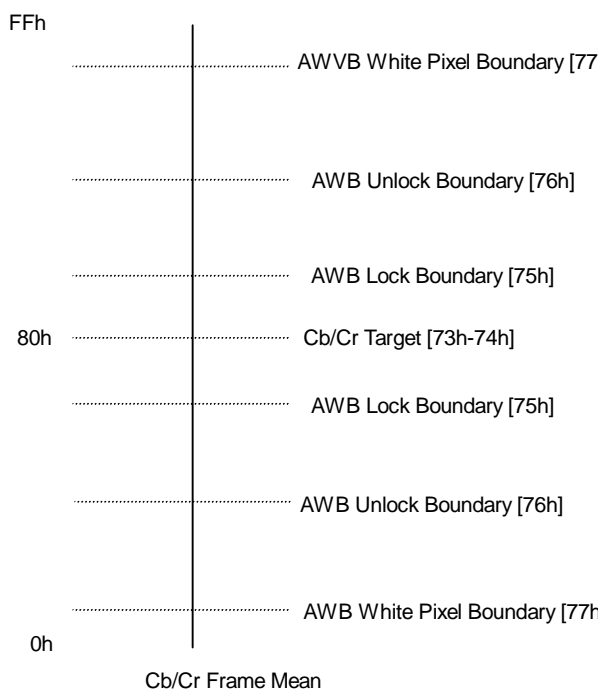 FFh
AWVB White Pixel Boundary [77
AWB Unlock Boundary [76h]
AWB Lock Boundary [75h]
80h Cb/Cr Target [73h-74h]
AWB Lock Boundary [75h]
AWB Unlock Boundary [76h]
AWB White Pixel Boundary [77h
0h
Cb/Cr Frame Mean